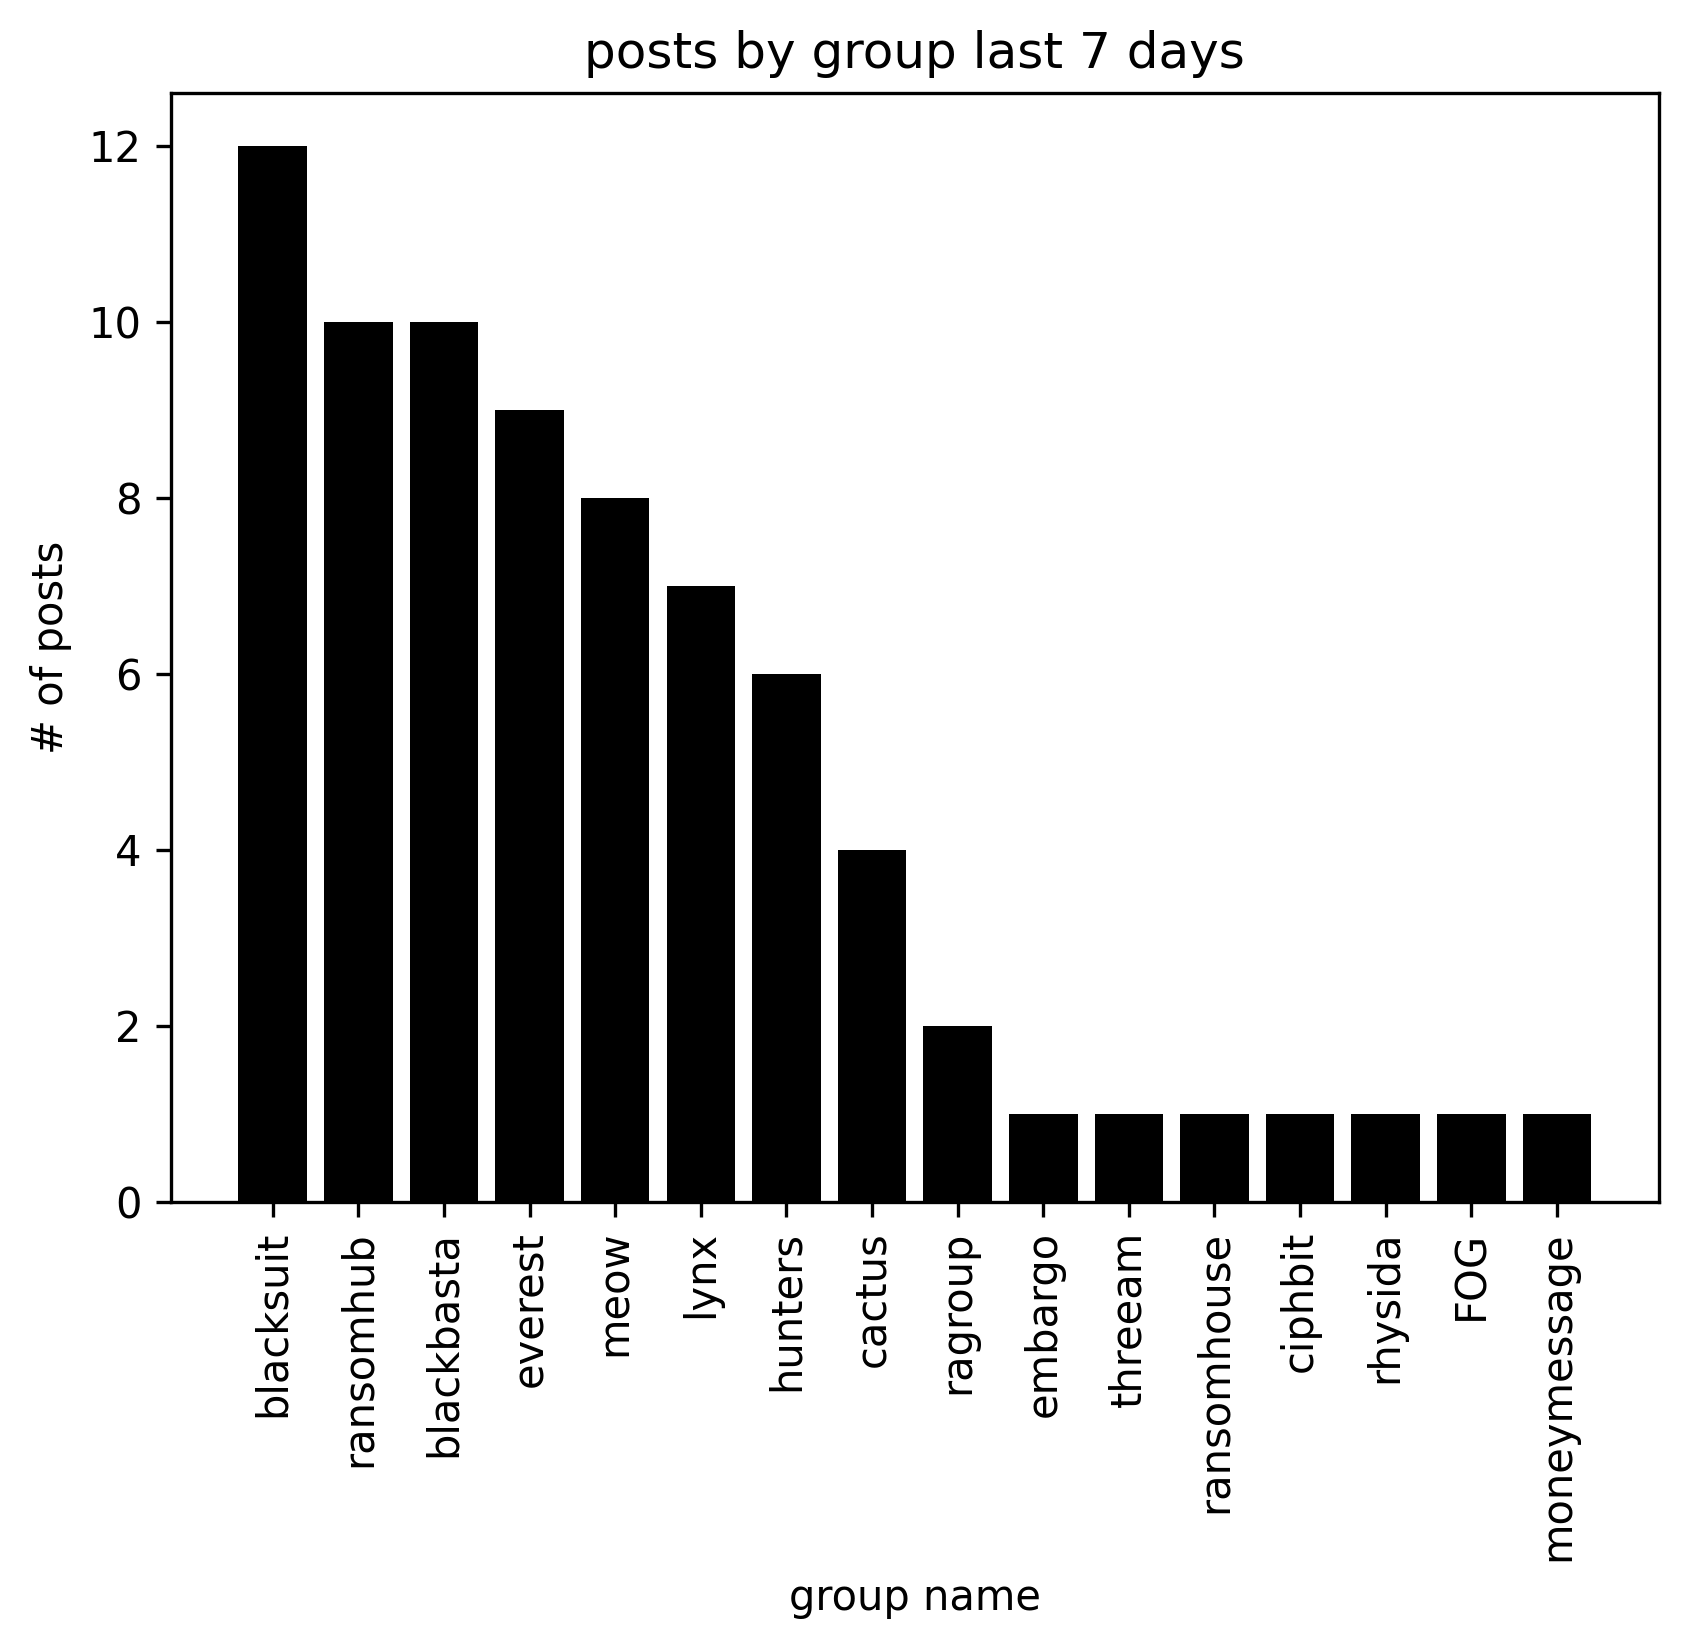 posts by group last 7 days
12
10
8
6
4
2
0
# of posts
blacksuit
ransomhub
blackbasta
everest
meow
lynx
hunters
cactus
ragroup
embargo
threeam
ransomhouse
ciphbit
rhysida
FOG
moneymessage
group name